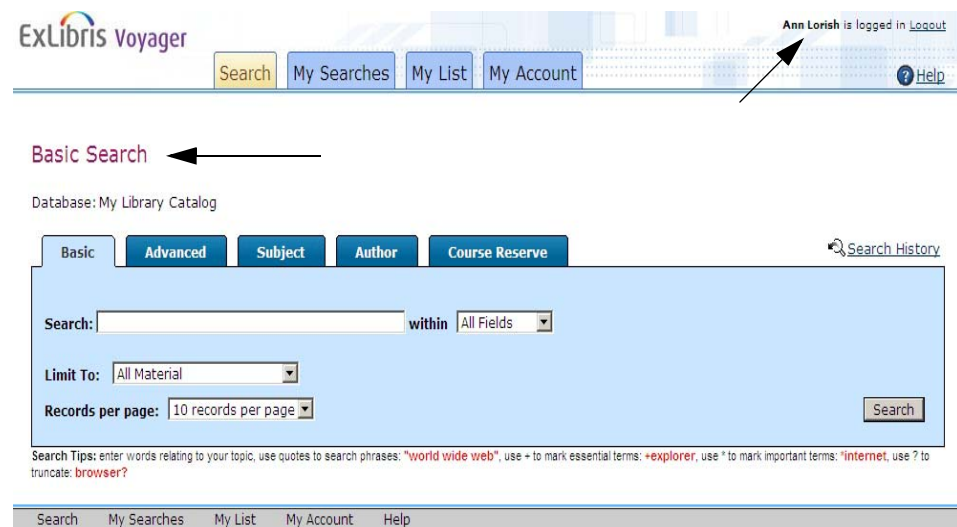 ExLibris Voyager
Ann Lorish is logged in Logout
Search My Searches My List My Account
? Help
Basic Search
Database: My Library Catalog
Basic Advanced Subject Author Course Reserve
Search History
Search: within All Fields
Limit To: All Material
Records per page: 10 records per page
Search
Search Tips: enter words relating to your topic, use quotes to search phrases: "world wide web", use + to mark essential terms: +explorer, use * to mark important terms: *internet, use ? to
truncate: browser?
Search My Searches My List My Account Help